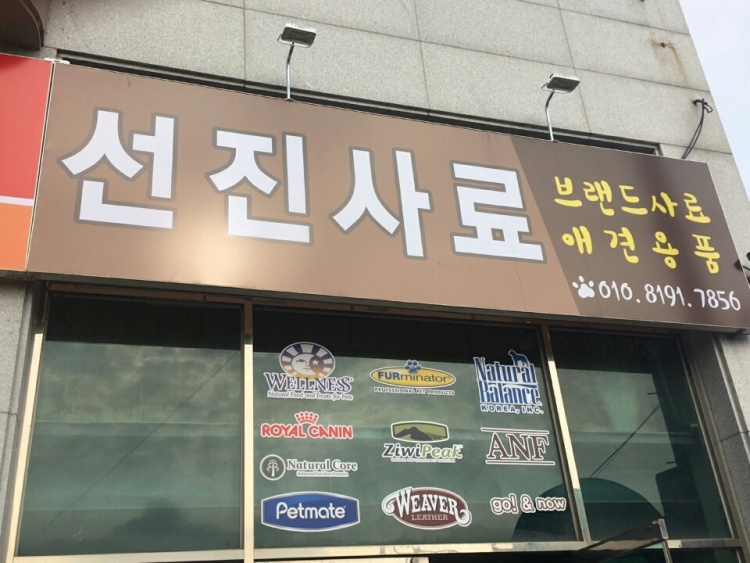 선진사료
브랜드사료
애견용품
010.8191.7856
WELLNESS
Natural Food and Treats for Pets
FURminator
PROFESSIONAL PET PRODUCTS
Natural
Balance
KOREA, INC.
ROYAL CANIN
ZiwiPeak
ANF
Natural Core
Petmate
WEAVER
LEATHER
go! & now